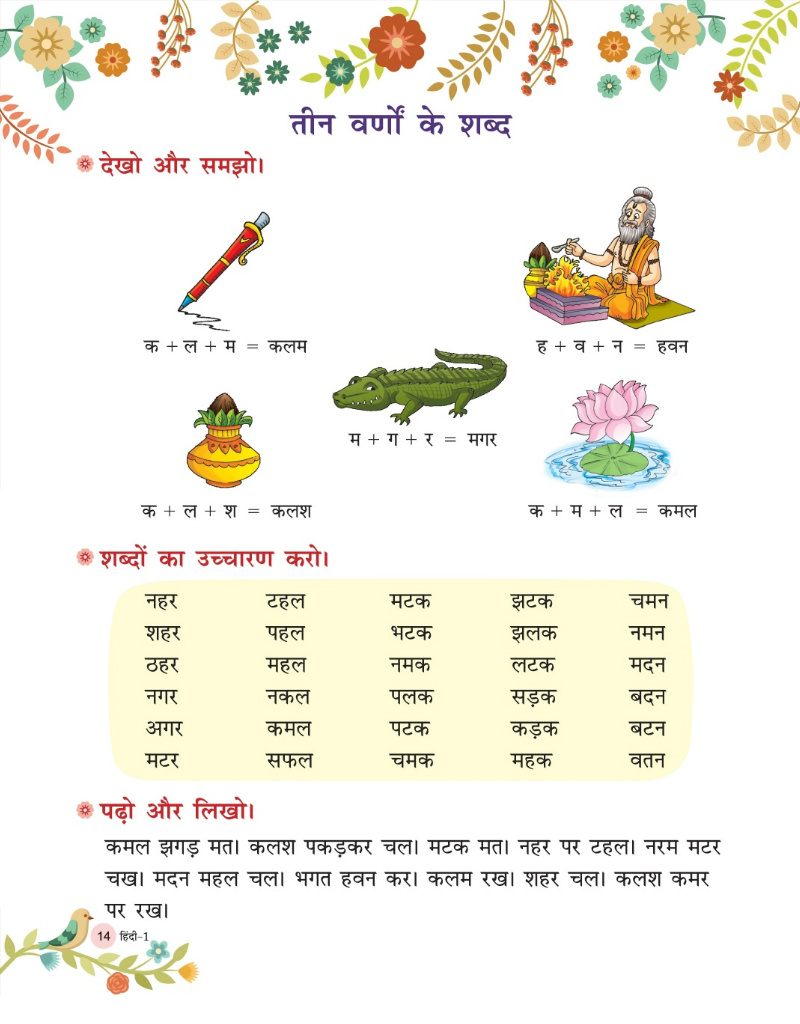 तीन वर्णों के शब्द
देखो और समझो।
क + ल + म = कलम
ह + व + न = हवन
म + ग + र = मगर
क + ल + श = कलश
क + म + ल = कमल
शब्दों का उच्चारण करो।
नहर टहल मटक झटक चमन
शहर पहल भटक झलक नमन
ठहर महल नमक लटक मदन
नगर नकल पलक सड़क बदन
अगर कमल पटक कड़क बटन
मटर सफल चमक महक वतन
पढ़ो और लिखो।
कमल झगड़ मत। कलश पकड़कर चल। मटक मत। नहर पर टहल। नरम मटर
चख। मदन महल चल। भगत हवन कर। कलम रख। शहर चल। कलश कमर
पर रख।
14 हिंदी-1